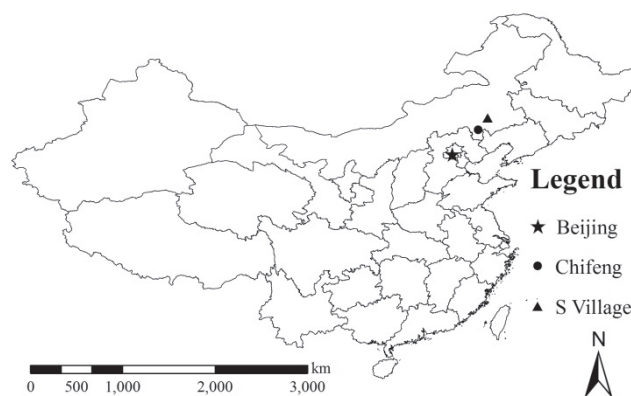 Legend
Beijing
Chifeng
S Village
N
km
0 500 1,000 2,000 3,000